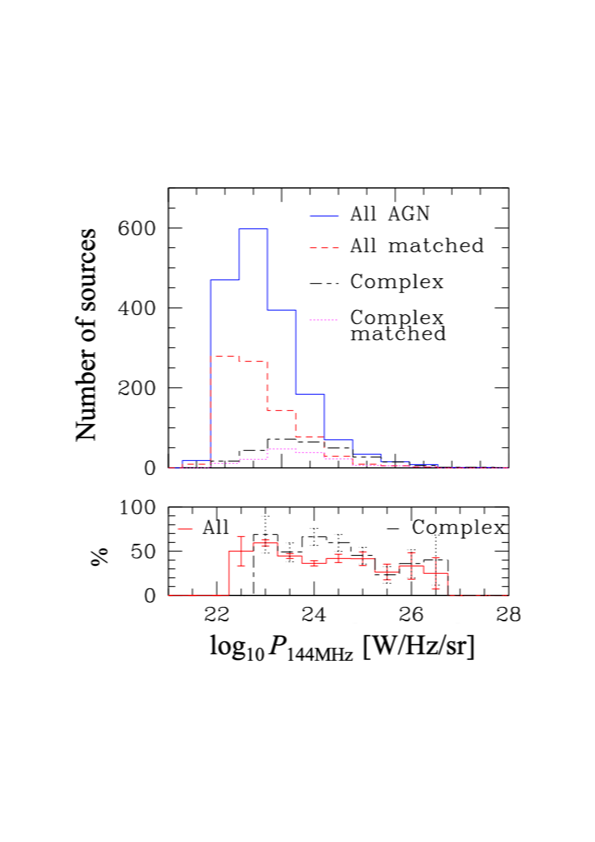 600
400
200
0
Number of sources
All AGN
All matched
Complex
Complex
matched
100
50
0
%
All
Complex
22
24
26
28
log₁₀ P₁₄₄MHz [W/Hz/sr]